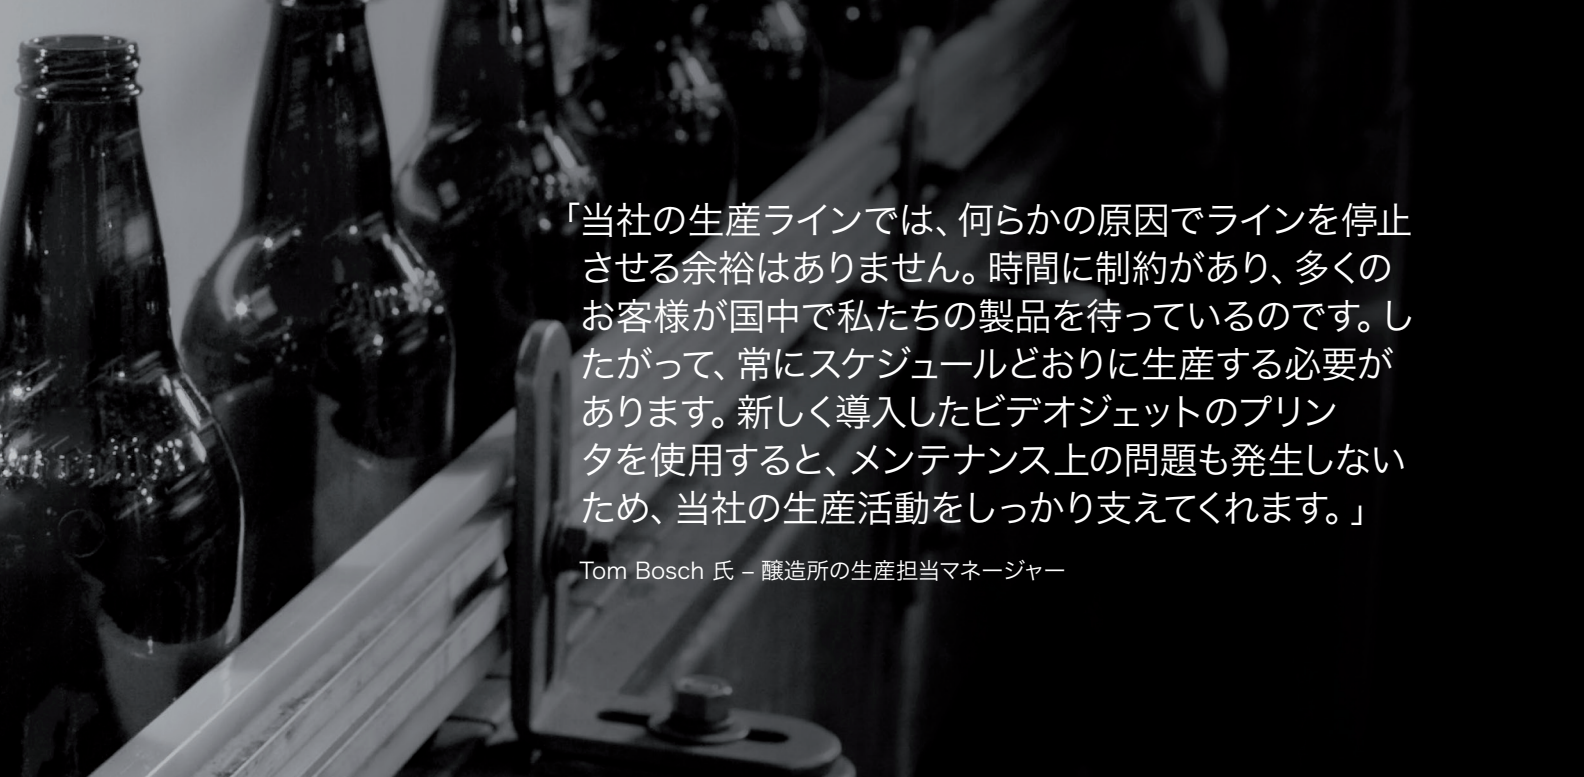 「当社の生産ラインでは、何らかの原因でラインを停止
させる余裕はありません。時間に制約があり、多くの
お客様が国中で私たちの製品を待っているのです。し
たがって、常にスケジュールどおりに生産する必要が
あります。新しく導入したビデオジェットのプリン
タを使用すると、メンテナンス上の問題も発生しない
ため、当社の生産活動をしっかり支えてくれます。」
Tom Bosch 氏 – 醸造所の生産担当マネージャー